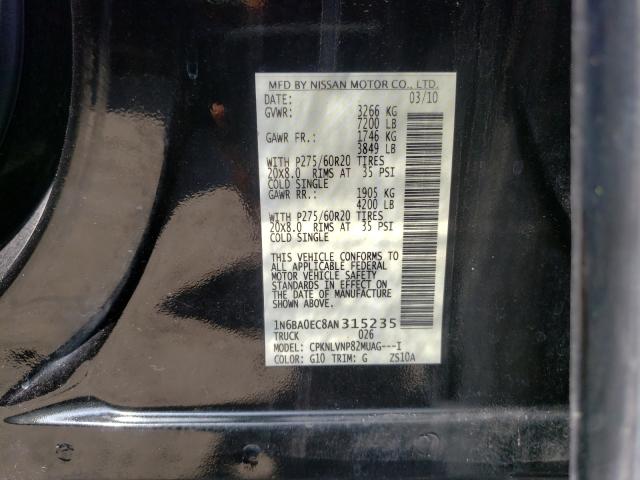 MFD BY NISSAN MOTOR CO., LTD.
DATE: 03/10
GVWR: 3266 KG
7200 LB
GAWR FR.: 1746 KG
3849 LB
WITH P275/60R20 TIRES
20X8.0 RIMS AT 35 PSI
COLD SINGLE
GAWR RR.: 1905 KG
4200 LB
WITH P275/60R20 TIRES
20X8.0 RIMS AT 35 PSI
COLD SINGLE
THIS VEHICLE CONFORMS TO
ALL APPLICABLE FEDERAL
MOTOR VEHICLE SAFETY
STANDARDS IN EFFECT ON
THE DATE OF MANUFACTURE
SHOWN ABOVE.
1N6BA0EC8AN315235
TRUCK 026
MODEL: CPKNLVNP82MUAG---I
COLOR: G10 TRIM: G ZS10A